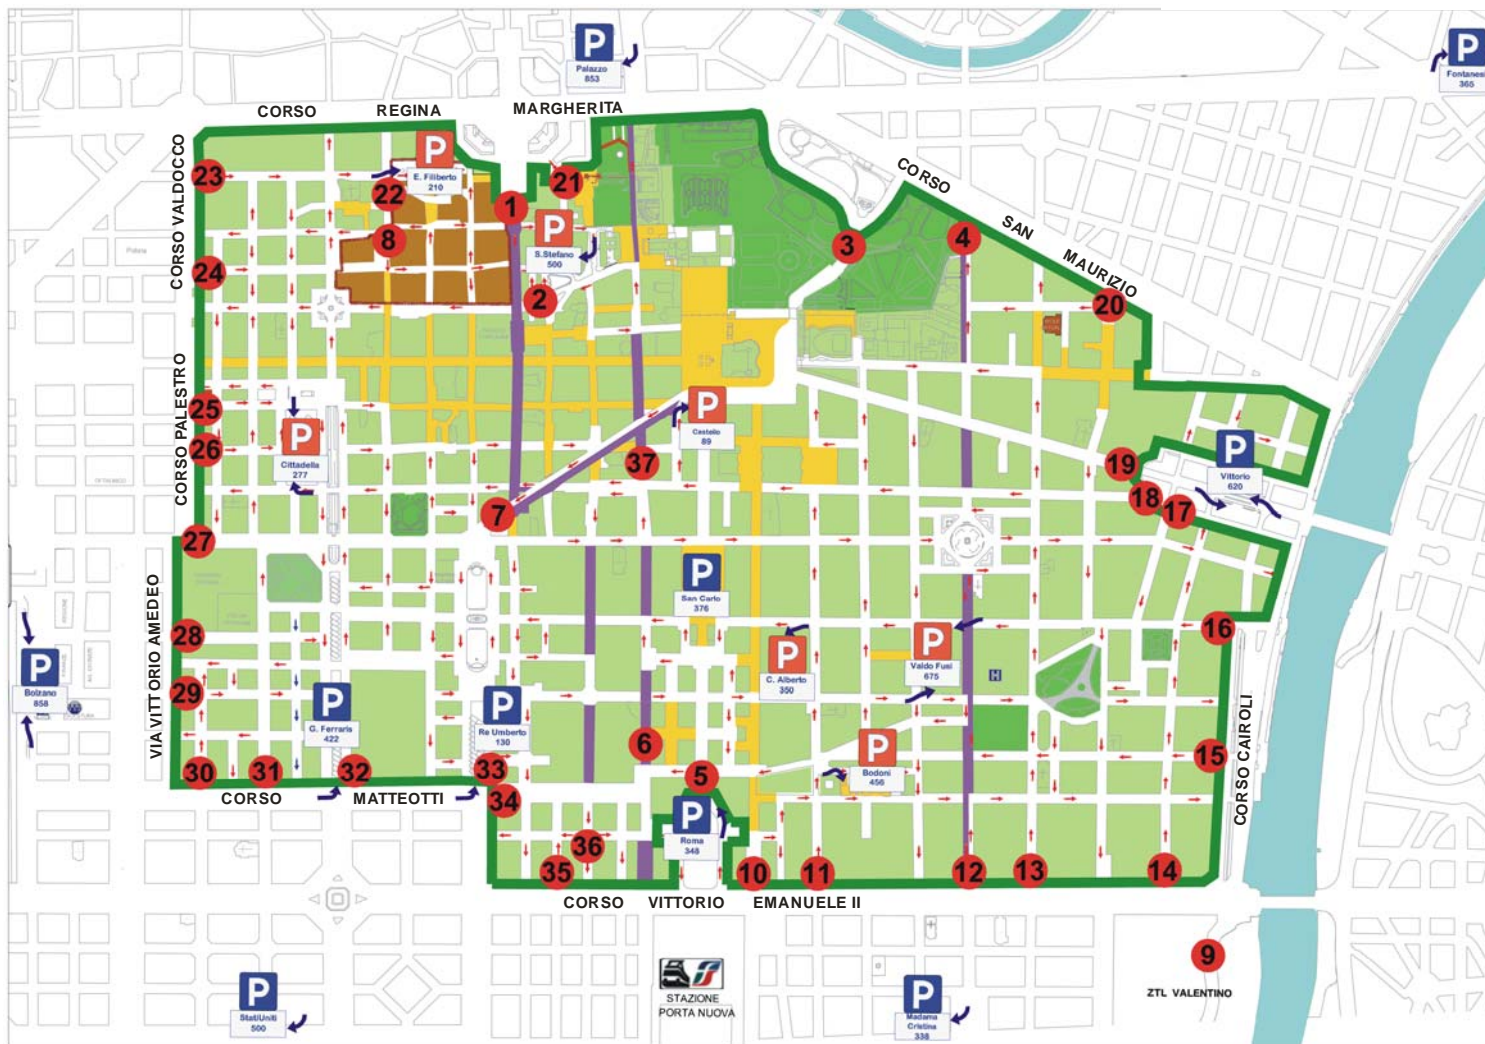 P
Palazzo
853
P
Fontanesi
365
CORSO REGINA MARGHERITA
P
E. Filiberto
210
CORSO VALDOCCO
23
22
21
1
CORSO SAN MAURIZIO
P
S.Stefano
500
8
3
4
24
2
20
CORSO PALESTRO
25
P
Castello
89
26
P
Cittadella
277
37
19
P
Vittorio
620
18
17
7
27
VIA VITTORIO AMEDEO
P
San Carlo
376
28
16
P
C. Alberto
350
P
Valdo Fusi
675
H
P
Bolzano
858
29
P
G. Ferraris
422
P
Re Umberto
130
6
P
Bodoni
456
15
CORSO CAIROLI
30
31
32
33
5
CORSO MATTEOTTI
34
P
Roma
348
36
35
10
11
12
13
14
CORSO VITTORIO EMANUELE II
9
ZTL VALENTINO
P
StatiUniti
500
STAZIONE
PORTA NUOVA
P
Madama
Cristina
338